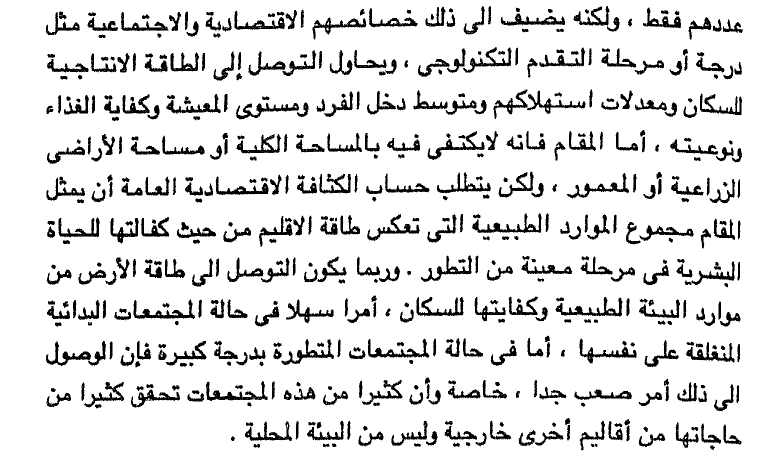 عددهم فقط ، ولكنه يضيف الى ذلك خصائصهم الاقتصادية والاجتماعية مثل
درجة أو مرحلة التقدم التكنولوجى ، ويحاول التوصل إلى الطاقة الانتاجية
للسكان ومعدلات استهلاكهم ومتوسط دخل الفرد ومستوى المعيشة وكفاية الغذاء
ونوعيته ، أما المقام فانه لايكتفى فيه بالمساحة الكلية أو مساحة الأراضى
الزراعية أو المعمور ، ولكن يتطلب حساب الكثافة الاقتصادية العامة أن يمثل
المقام مجموع الموارد الطبيعية التى تعكس طاقة الاقليم من حيث كفالتها للحياة
البشرية فى مرحلة معينة من التطور . وربما يكون التوصل الى طاقة الأرض من
موارد البيئة الطبيعية وكفايتها للسكان ، أمرا سهلا فى حالة المجتمعات البدائية
المنغلقة على نفسها ، أما فى حالة المجتمعات المتطورة بدرجة كبيرة فإن الوصول
الى ذلك أمر صعب جدا ، خاصة وأن كثيرا من هذه المجتمعات تحقق كثيرا من
حاجاتها من أقاليم أخرى خارجية وليس من البيئة المحلية .